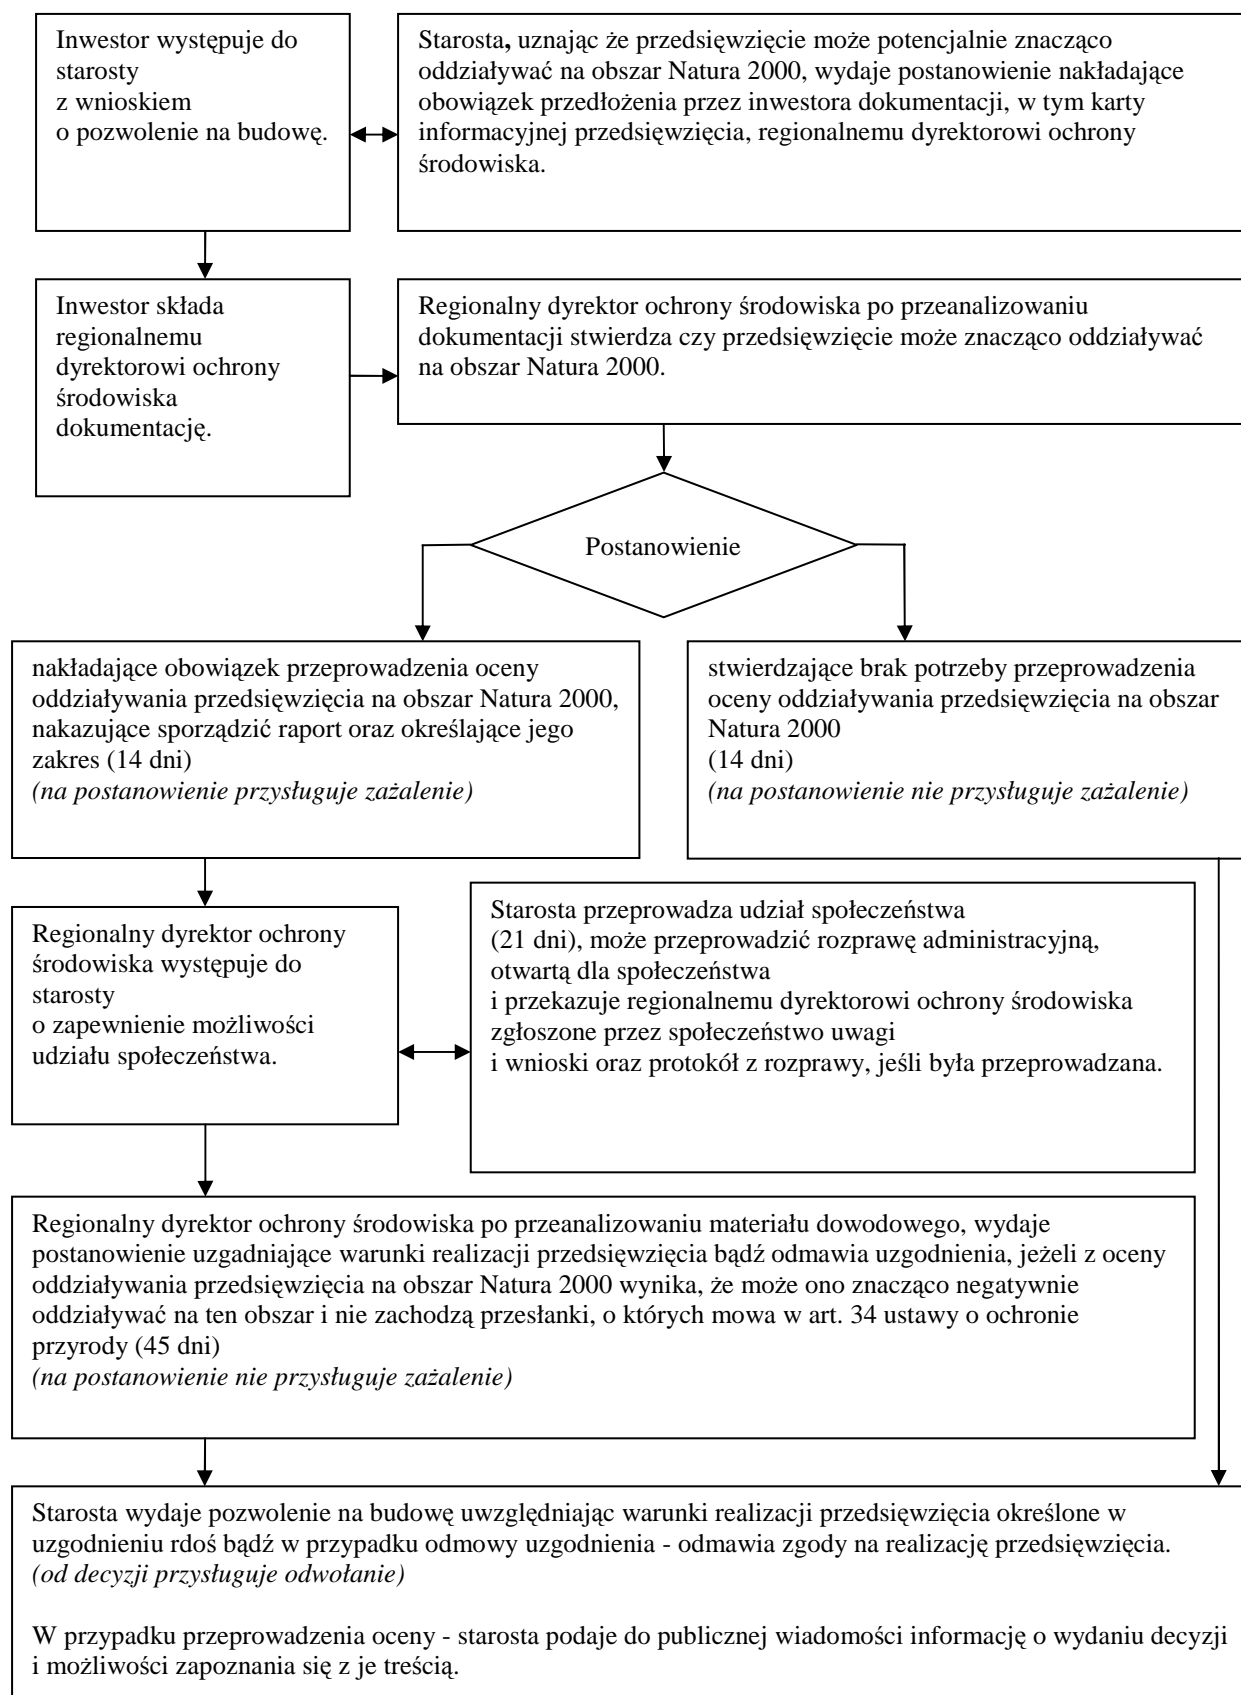 Inwestor występuje do
starosty
z wnioskiem
o pozwolenie na budowę.
Starosta, uznając że przedsięwzięcie może potencjalnie znacząco
oddziaływać na obszar Natura 2000, wydaje postanowienie nakładające
obowiązek przedłożenia przez inwestora dokumentacji, w tym karty
informacyjnej przedsięwzięcia, regionalnemu dyrektorowi ochrony
środowiska.
Inwestor składa
regionalnemu
dyrektorowi ochrony
środowiska
dokumentację.
Regionalny dyrektor ochrony środowiska po przeanalizowaniu
dokumentacji stwierdza czy przedsięwzięcie może znacząco oddziaływać
na obszar Natura 2000.
Postanowienie
nakładające obowiązek przeprowadzenia oceny
oddziaływania przedsięwzięcia na obszar Natura 2000,
nakazujące sporządzić raport oraz określające jego
zakres (14 dni)
(na postanowienie przysługuje zażalenie)
stwierdzające brak potrzeby przeprowadzenia
oceny oddziaływania przedsięwzięcia na obszar
Natura 2000
(14 dni)
(na postanowienie nie przysługuje zażalenie)
Regionalny dyrektor ochrony
środowiska występuje do
starosty
o zapewnienie możliwości
udziału społeczeństwa.
Starosta przeprowadza udział społeczeństwa
(21 dni), może przeprowadzić rozprawę administracyjną,
otwartą dla społeczeństwa
i przekazuje regionalnemu dyrektorowi ochrony środowiska
zgłoszone przez społeczeństwo uwagi
i wnioski oraz protokół z rozprawy, jeśli była przeprowadzana.
Regionalny dyrektor ochrony środowiska po przeanalizowaniu materiału dowodowego, wydaje
postanowienie uzgadniające warunki realizacji przedsięwzięcia bądź odmawia uzgodnienia, jeżeli z oceny
oddziaływania przedsięwzięcia na obszar Natura 2000 wynika, że może ono znacząco negatywnie
oddziaływać na ten obszar i nie zachodzą przesłanki, o których mowa w art. 34 ustawy o ochronie
przyrody (45 dni)
(na postanowienie nie przysługuje zażalenie)
Starosta wydaje pozwolenie na budowę uwzględniając warunki realizacji przedsięwzięcia określone w
uzgodnieniu rdoś bądź w przypadku odmowy uzgodnienia - odmawia zgody na realizację przedsięwzięcia.
(od decyzji przysługuje odwołanie)
W przypadku przeprowadzenia oceny - starosta podaje do publicznej wiadomości informację o wydaniu decyzji
i możliwości zapoznania się z je treścią.